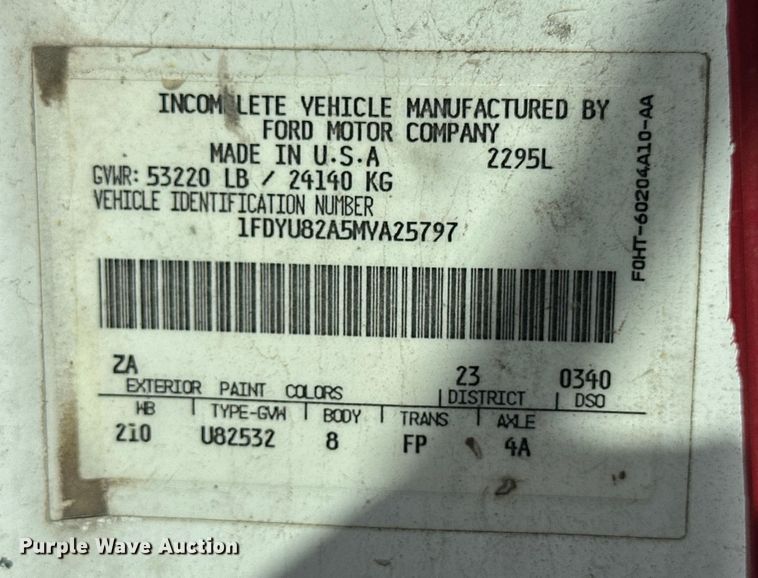 INCOMPLETE VEHICLE MANUFACTURED BY
FORD MOTOR COMPANY
MADE IN U.S.A 2295L
GVWR: 53220 LB / 24140 KG
VEHICLE IDENTIFICATION NUMBER
1FDYU82A5MVA25797
F0HT-60204A10-AA
ZA 23 0340
EXTERIOR PAINT COLORS DISTRICT DSO
WB TYPE-GVW BODY TRANS AXLE
210 U82532 8 FP 4A
Purple Wave Auction